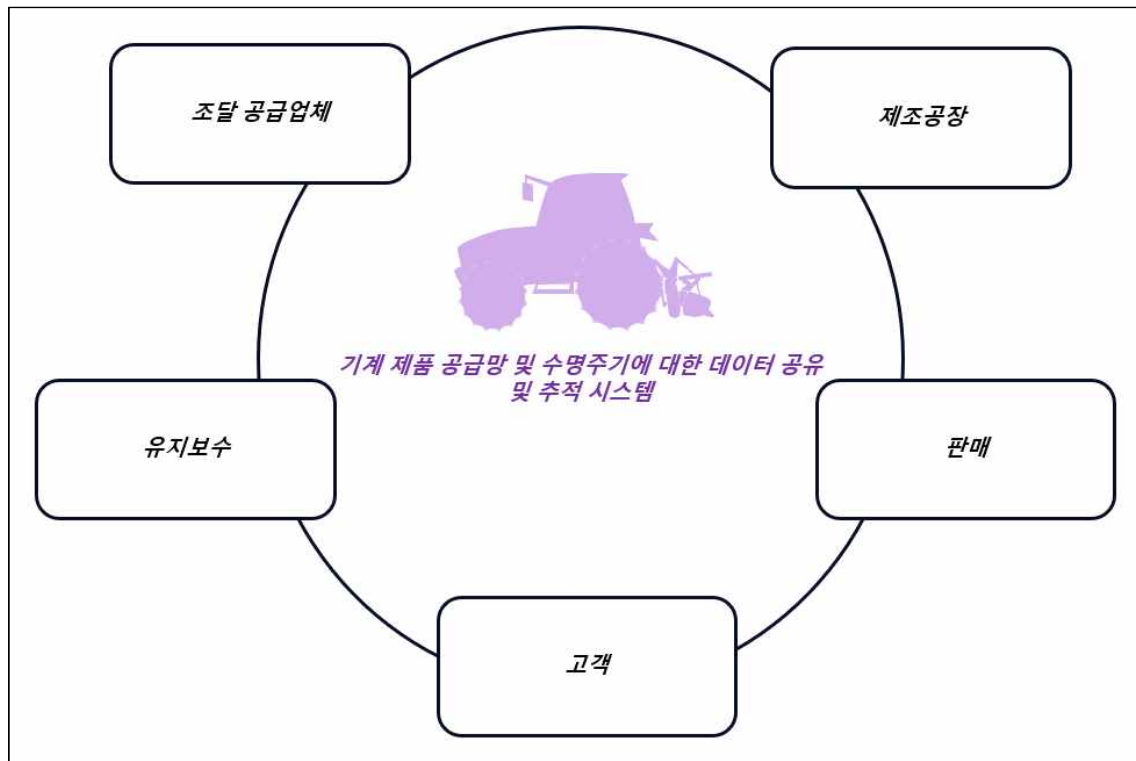 조달 공급업체
제조공장
기계 제품 공급망 및 수명주기에 대한 데이터 공유
및 추적 시스템
유지보수
판매
고객